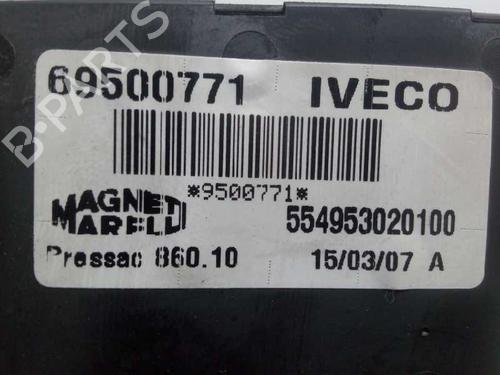 B-PARTS
69500771 IVECO
*9500771*
MAGNETI MARELLI 554953020100
Pressac 860.10 15/03/07 A